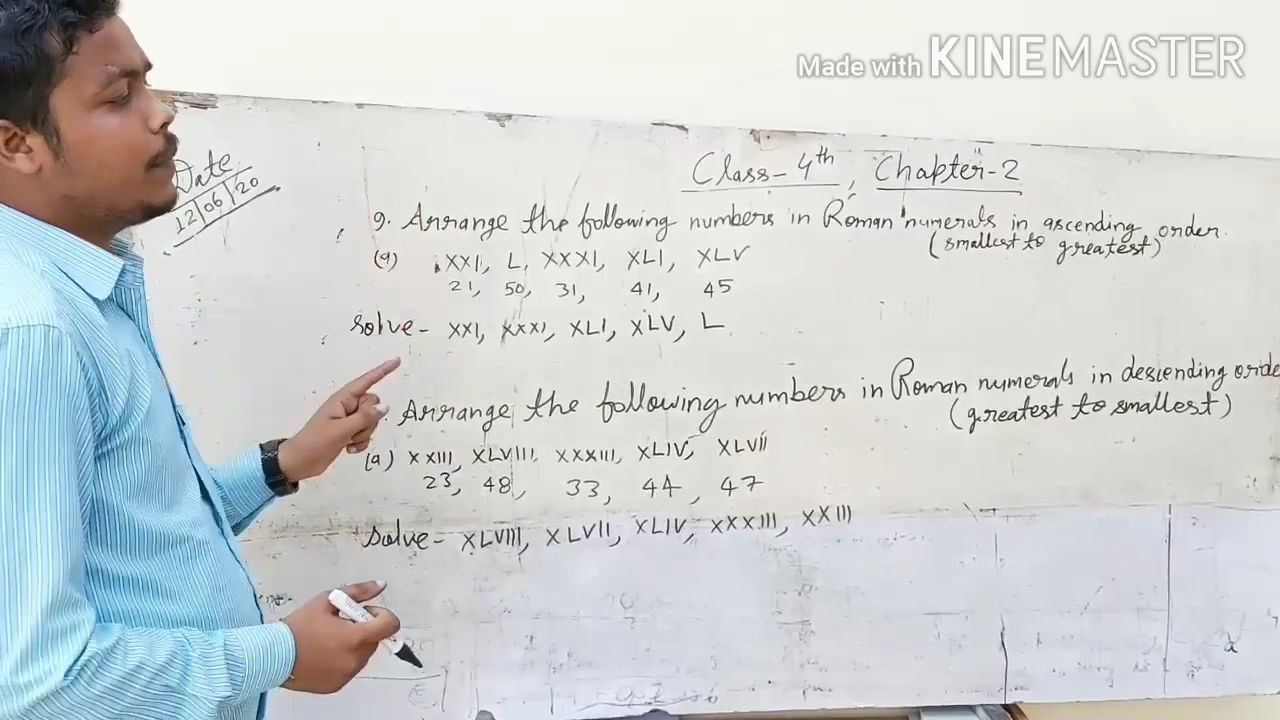 Made with KINEMASTER
Date
12/06/20
Class-4th, Chapter-2
9. Arrange the following numbers in Roman numerals in ascending order.
(smallest to greatest)
(a) XXI, L, XXXI, XLI, XLV
21, 50, 31, 41, 45
solve- XXI, XXXI, XLI, XLV, L
Arrange the following numbers in Roman numerals in descending orde
(greatest to smallest)
(a) XXIII, XLVIII, XXXIII, XLIV, XLVII
23, 48, 33, 44, 47
solve- XLVIII, XLVII, XLIV, XXXIII, XXIII